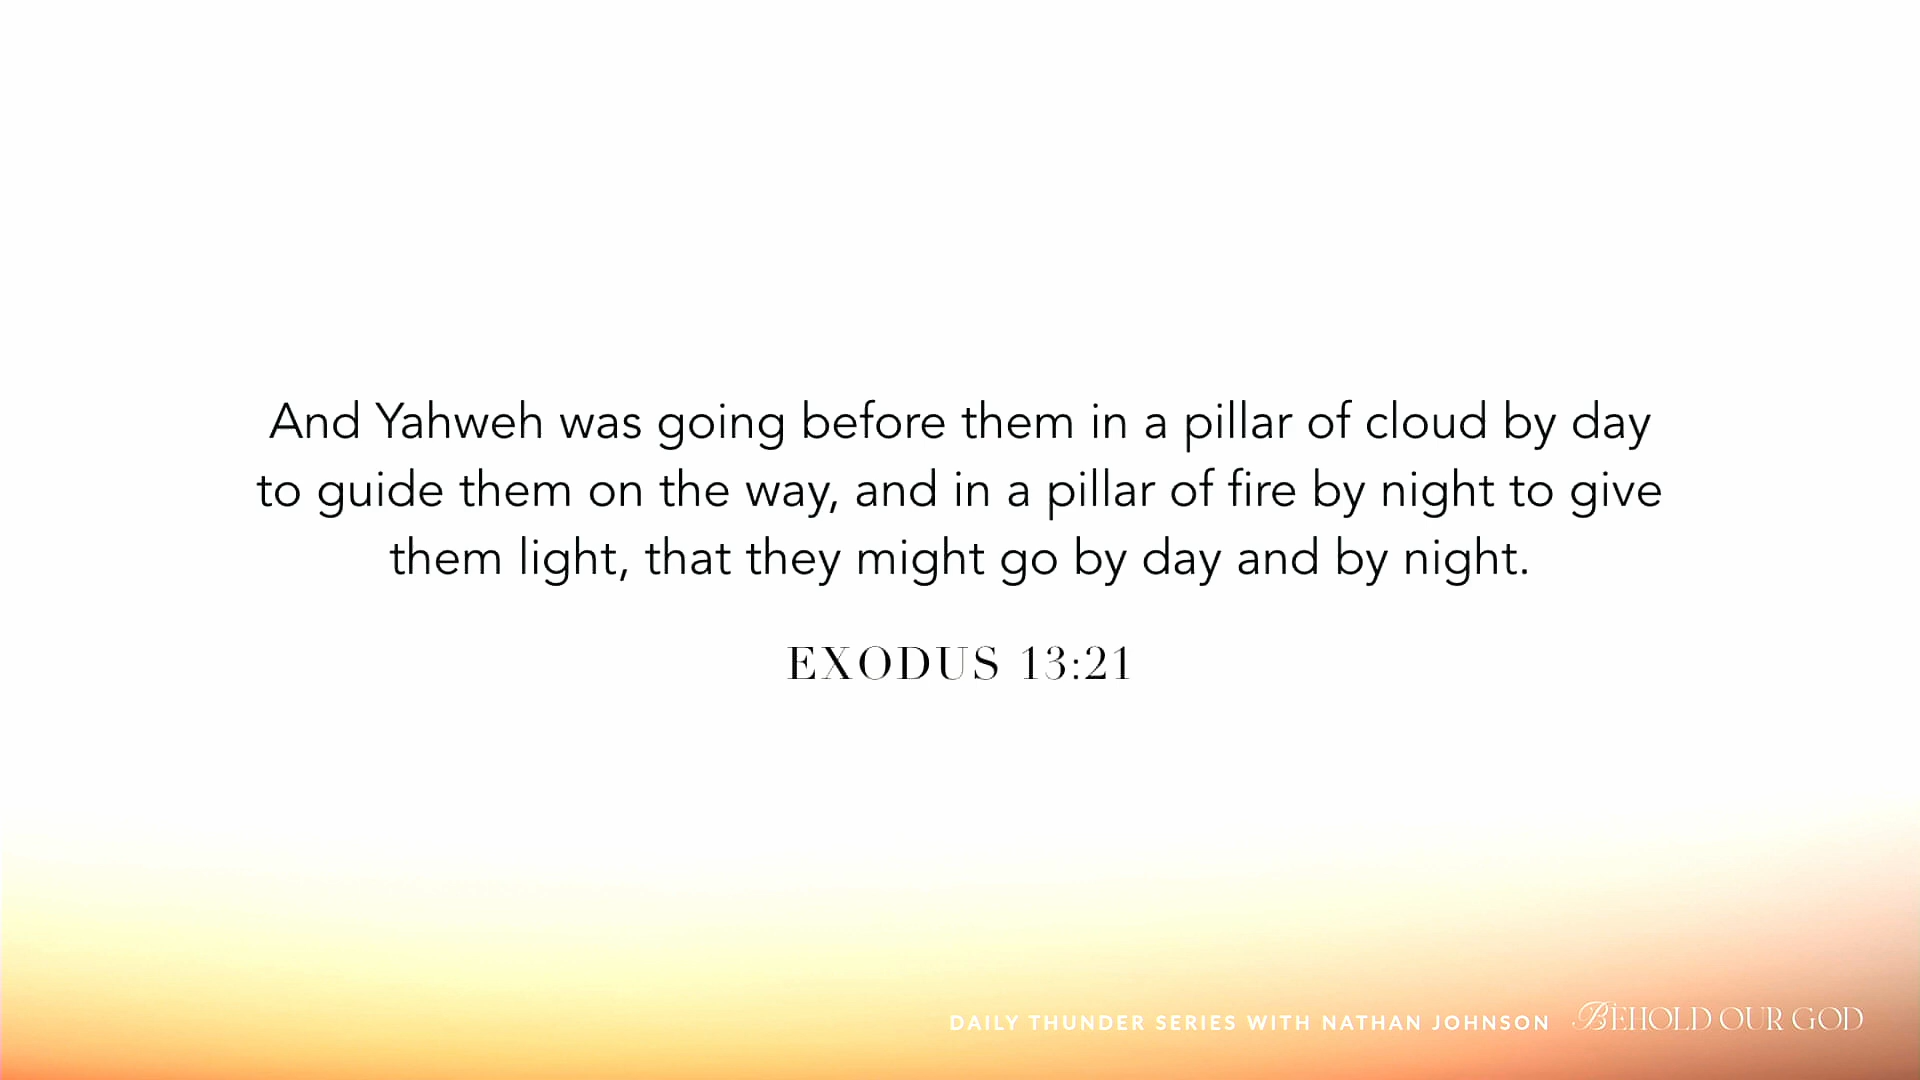 And Yahweh was going before them in a pillar of cloud by day
to guide them on the way, and in a pillar of fire by night to give
them light, that they might go by day and by night.
EXODUS 13:21
DAILY THUNDER SERIES WITH NATHAN JOHNSON
BEHOLD OUR GOD